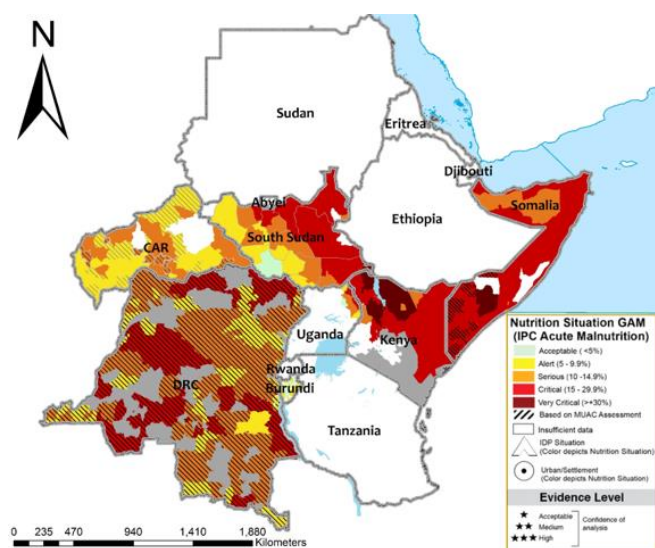 N
Sudan
Eritrea
Djibouti
Abyei
Ethiopia
Somalia
CAR
South Sudan
Uganda
Kenya
Rwanda
Burundi
DRC
Tanzania
0 235 470 940 1,410 1,880
Kilometers
Nutrition Situation GAM
(IPC Acute Malnutrition)
Acceptable (<5%)
Alert (5 - 9.9%)
Serious (10 -14.9%)
Critical (15 - 29.9%)
Very Critical (>+30%)
Based on MUAC Assessment
Insufficient data
IDP Situation
(Color depicts Nutrition Situation)
Urban/Settlement
(Color depicts Nutrition Situation)
Evidence Level
★ Acceptable
★★ Medium
★★★ High
Confidence of
analysis